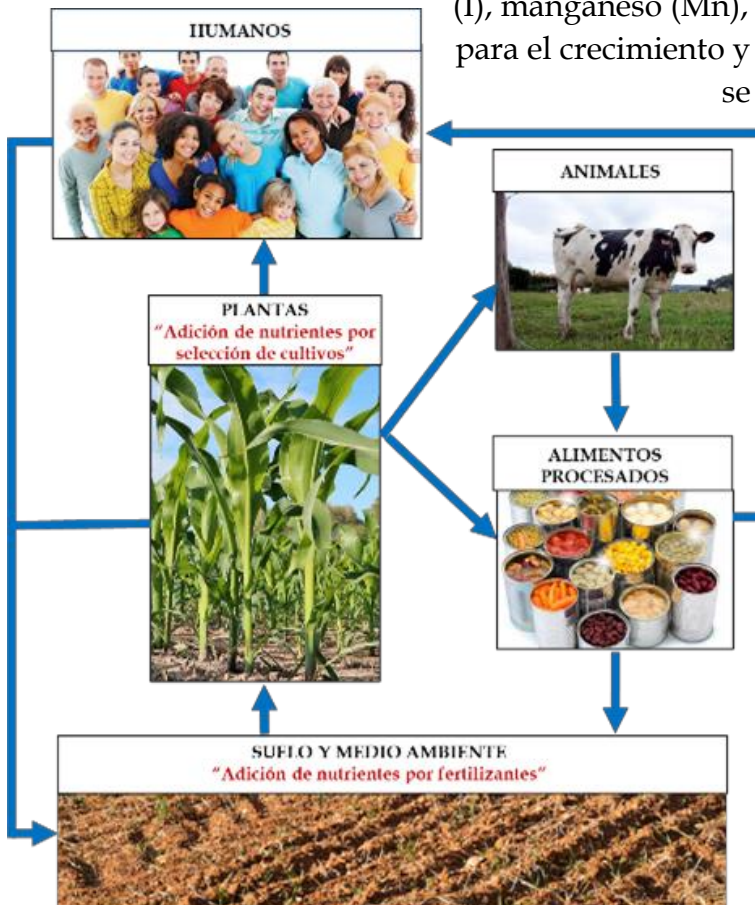 (I), manganeso (Mn),
para el crecimiento y
se
HUMANOS
ANIMALES
PLANTAS
"Adición de nutrientes por
selección de cultivos"
ALIMENTOS
PROCESADOS
SUELO Y MEDIO AMBIENTE
"Adición de nutrientes por fertilizantes"